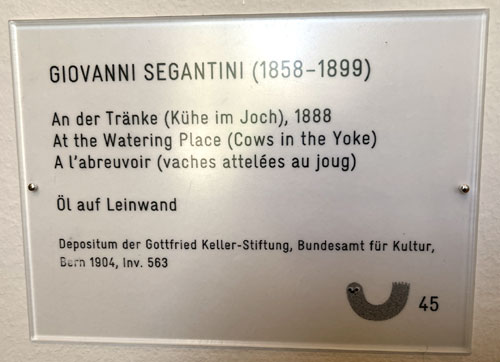 GIOVANNI SEGANTINI (1858–1899)
An der Tränke (Kühe im Joch), 1888
At the Watering Place (Cows in the Yoke)
A l'abreuvoir (vaches attelées au joug)
Öl auf Leinwand
Depositum der Gottfried Keller-Stiftung, Bundesamt für Kultur,
Bern 1904, Inv. 563
45